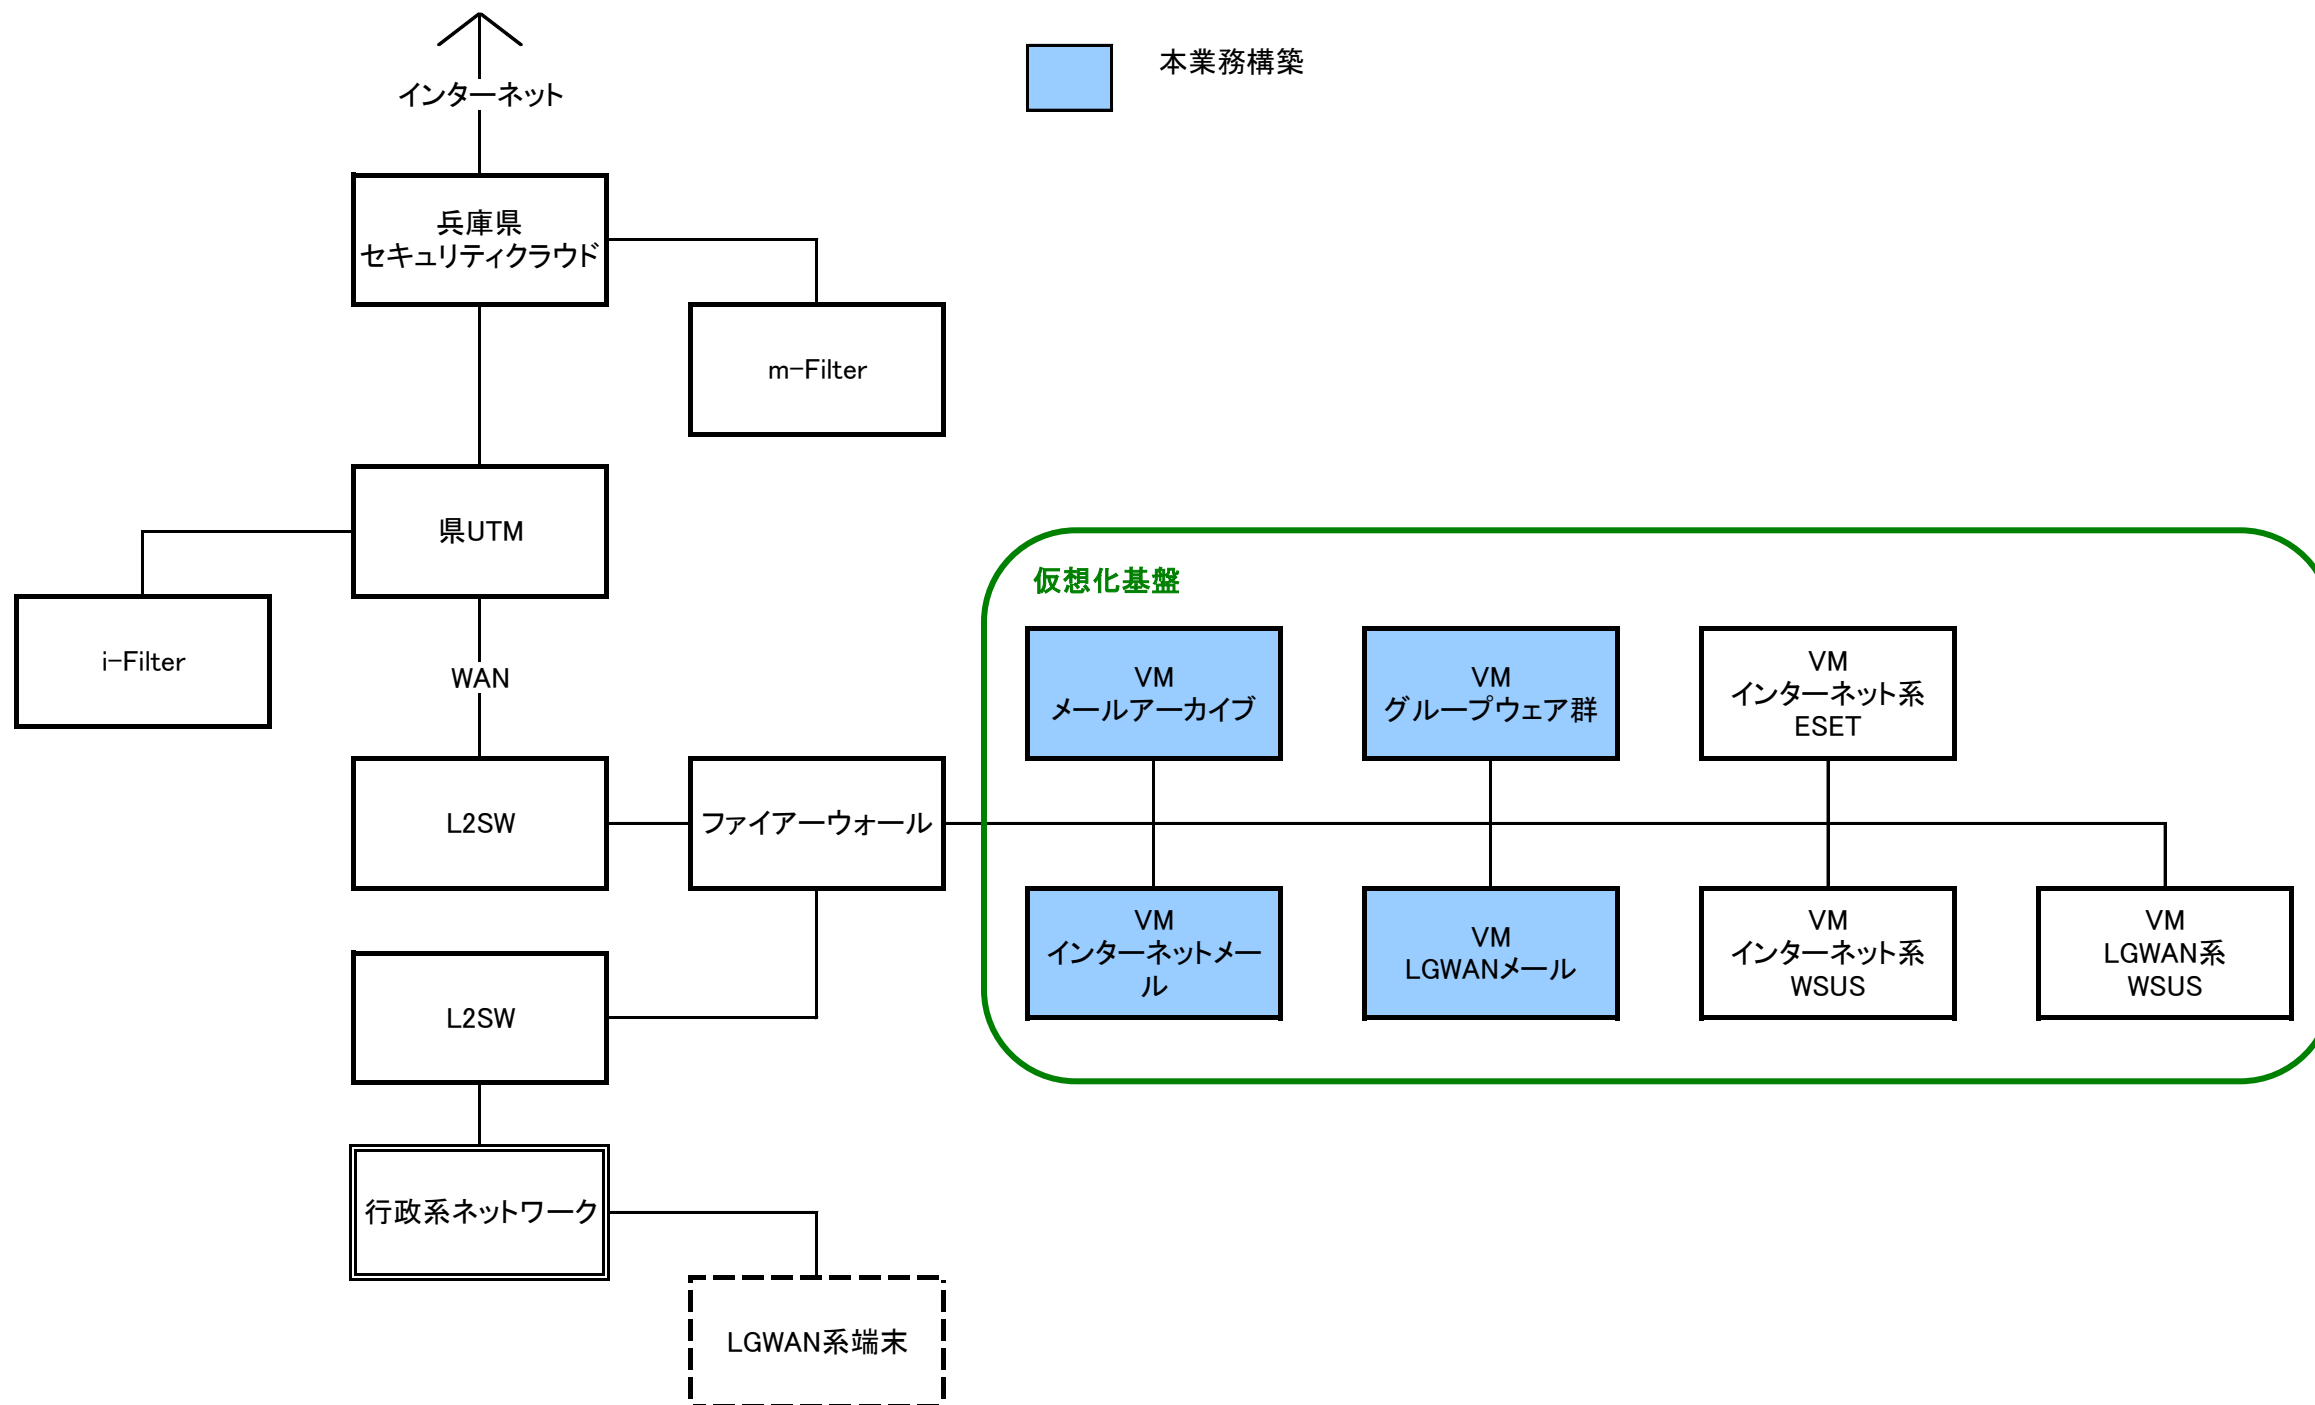 インターネット
本業務構築
兵庫県
セキュリティクラウド
m-Filter
県UTM
i-Filter
WAN
仮想化基盤
VM
メールアーカイブ
VM
グループウェア群
VM
インターネット系
ESET
L2SW
ファイアーウォール
VM
インターネットメー
ル
VM
LGWANメール
VM
インターネット系
WSUS
VM
LGWAN系
WSUS
L2SW
行政系ネットワーク
LGWAN系端末